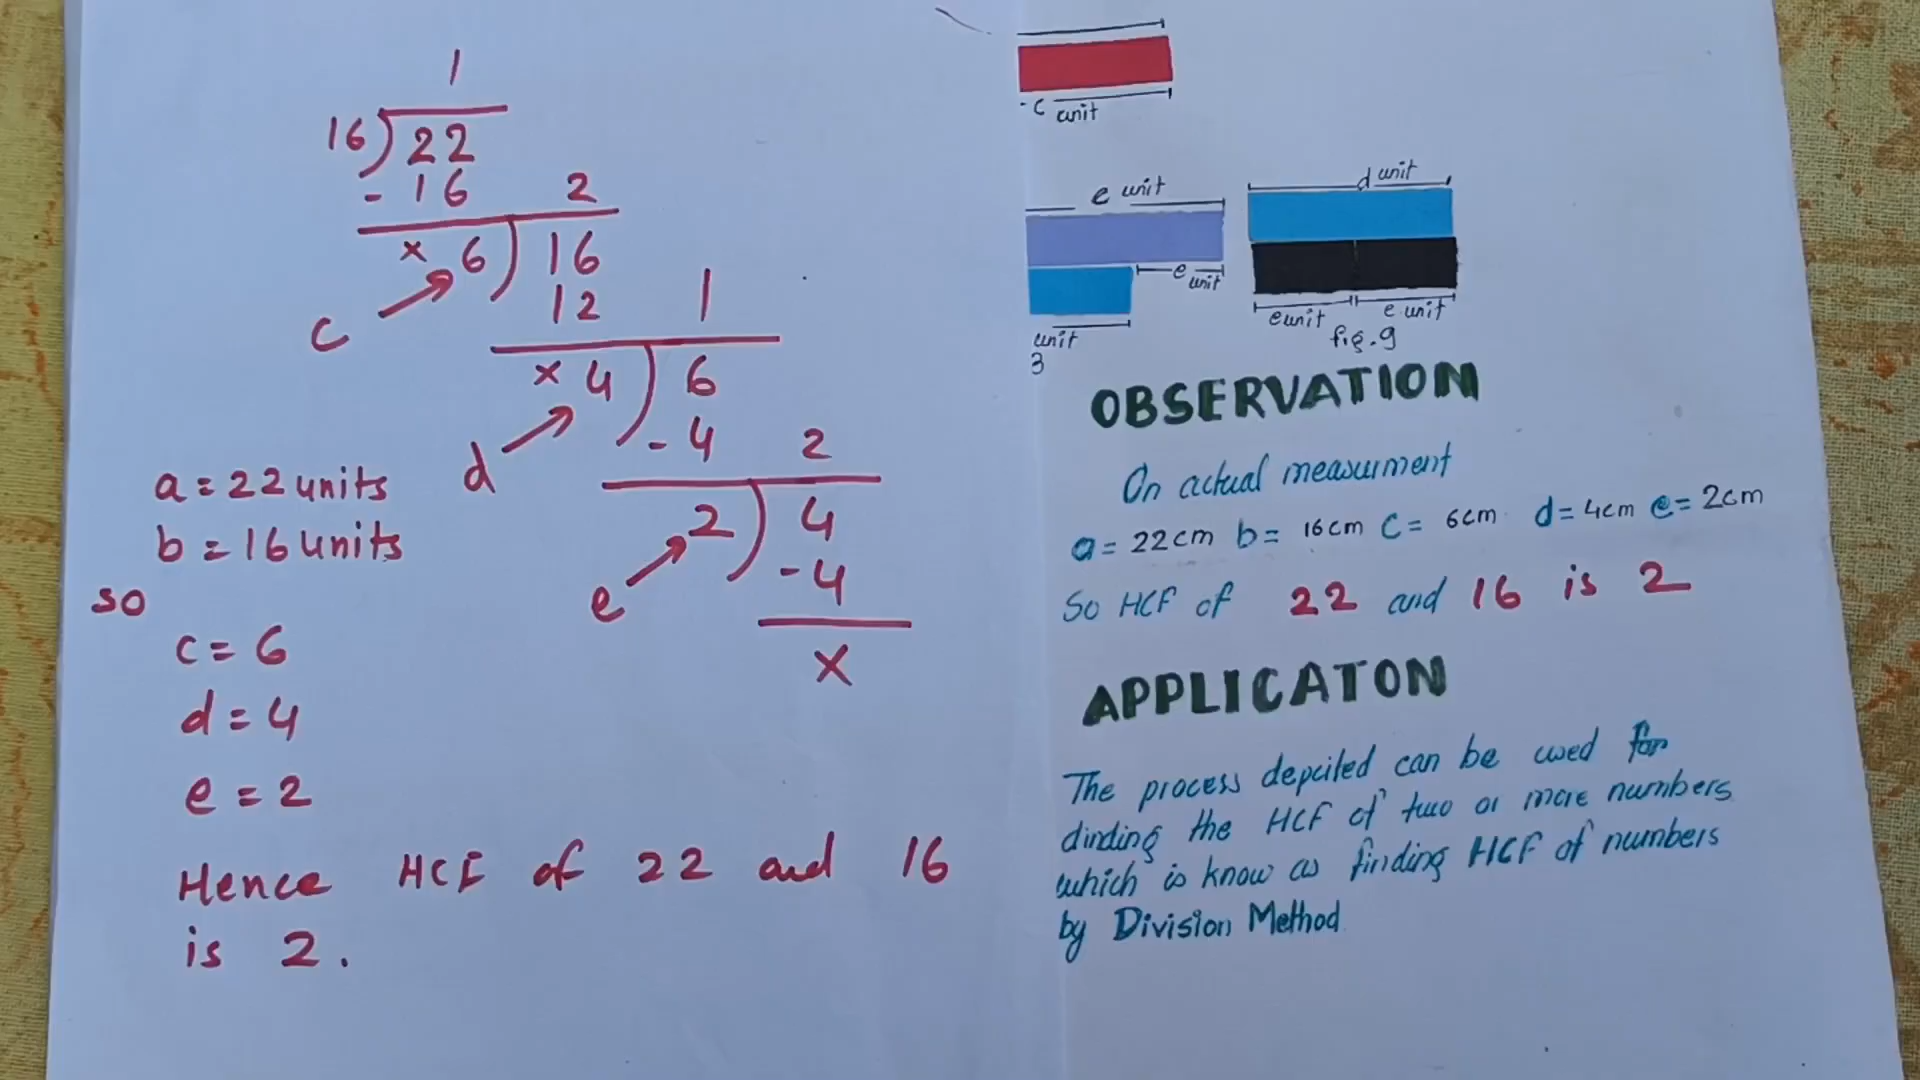 1
16)22
- 16 2
x 6)16
c 12 1
x 4)6
d - 4 2
2)4
e - 4
x
a = 22 units
b = 16 units
so
c = 6
d = 4
e = 2
Hence HCF of 22 and 16
is 2.
c unit
e unit
e unit
unit
3
d unit
e unit e unit
fig. 9
OBSERVATION
On actual measurment
a = 22cm b = 16cm c = 6cm d = 4cm e = 2cm
So HCF of 22 and 16 is 2
APPLICATON
The process depcited can be used for
dinding the HCF of two or more numbers
which is know as finding HCF of numbers
by Division Method